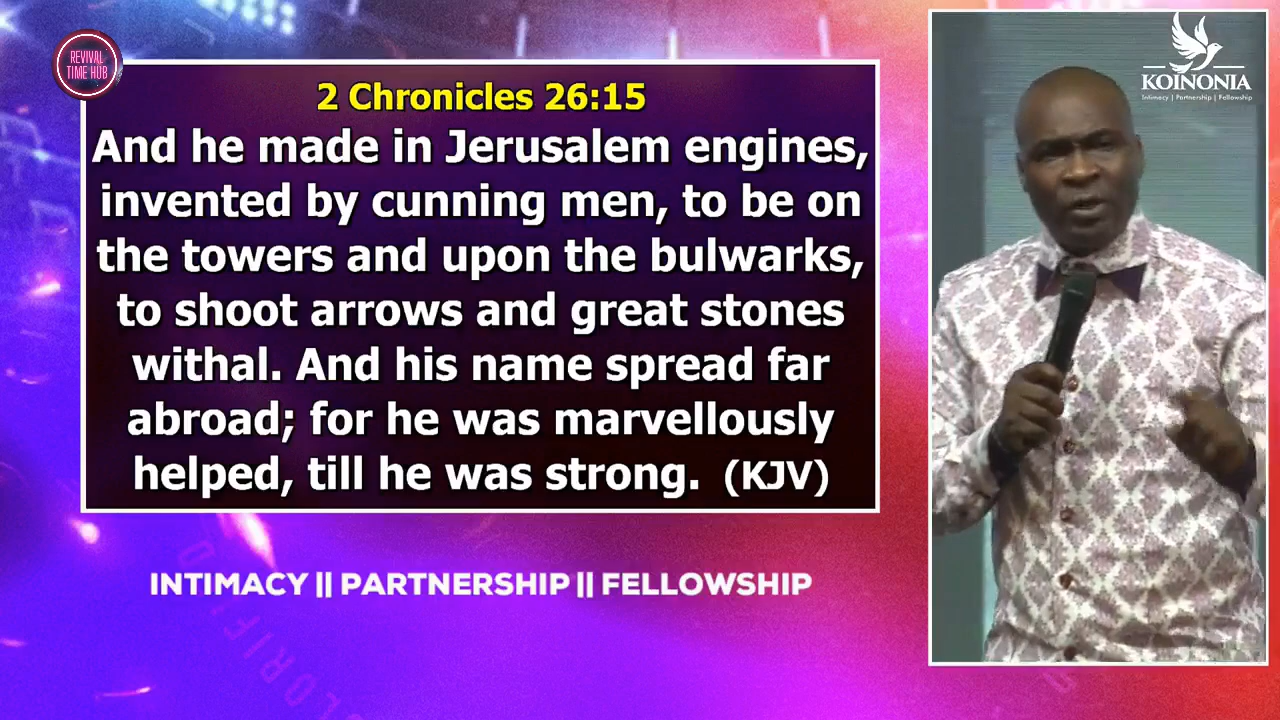 REVIVAL
TIME HUB
2 Chronicles 26:15
And he made in Jerusalem engines,
invented by cunning men, to be on
the towers and upon the bulwarks,
to shoot arrows and great stones
withal. And his name spread far
abroad; for he was marvellously
helped, till he was strong. (KJV)
INTIMACY || PARTNERSHIP || FELLOWSHIP
KOINONIA
Intimacy | Partnership | Fellowship